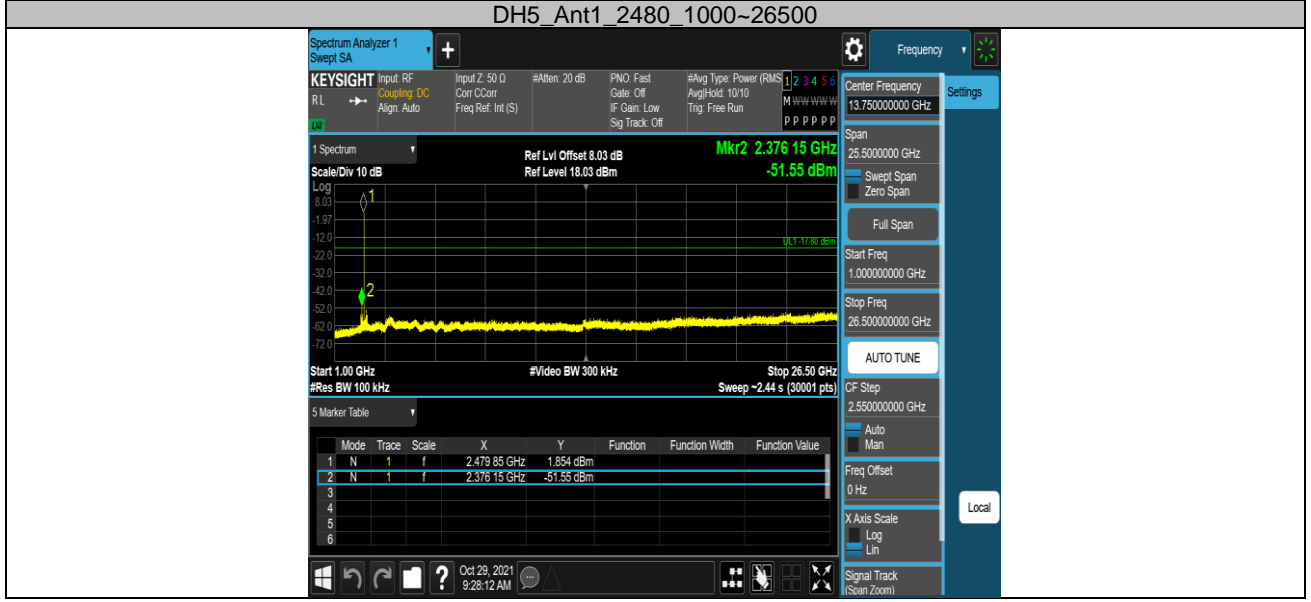 DH5_Ant1_2480_1000~26500
Spectrum Analyzer 1
Swept SA
Frequency
KEYSIGHT
RL
LXI
Input: RF
Coupling: DC
Align: Auto
Input Z: 50 Ω
Corr CCorr
Freq Ref: Int (S)
#Atten: 20 dB
PNO: Fast
Gate: Off
IF Gain: Low
Sig Track: Off
#Avg Type: Power (RMS
Avg|Hold: 10/10
Trig: Free Run
1 2 3 4 5 6
M W W W W W
P P P P P P
1 Spectrum
Scale/Div 10 dB
Ref Lvl Offset 8.03 dB
Ref Level 18.03 dBm
Mkr2 2.376 15 GHz
-51.55 dBm
Log
8.03
-1.97
-12.0
-22.0
-32.0
-42.0
-52.0
-62.0
-72.0
1
2
DL1 -17.80 dBm
Start 1.00 GHz
#Video BW 300 kHz
Stop 26.50 GHz
#Res BW 100 kHz
Sweep ~2.44 s (30001 pts)
5 Marker Table
Mode Trace Scale X Y Function Function Width Function Value
1 N 1 f 2.479 85 GHz 1.854 dBm
2 N 1 f 2.376 15 GHz -51.55 dBm
3
4
5
6
Oct 29, 2021
9:28:12 AM
Center Frequency
13.750000000 GHz
Settings
Span
25.5000000 GHz
Swept Span
Zero Span
Full Span
Start Freq
1.000000000 GHz
Stop Freq
26.500000000 GHz
AUTO TUNE
CF Step
2.550000000 GHz
Auto
Man
Freq Offset
0 Hz
X Axis Scale
Log
Lin
Local
Signal Track
(Span Zoom)